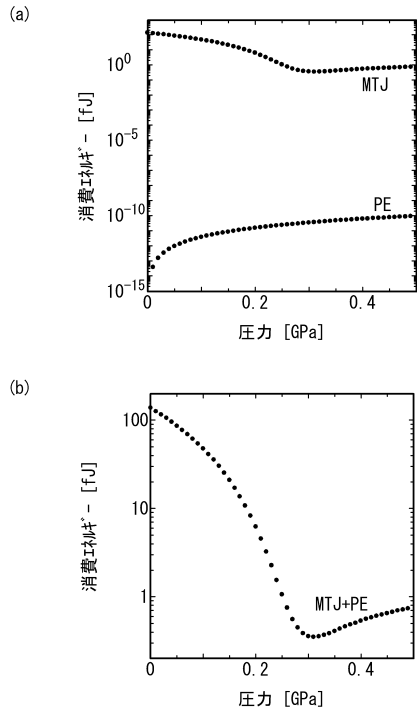 (a)
消費ｴﾈﾙｷﾞｰ [fJ]
10^0
10^-5
10^-10
10^-15
MTJ
PE
0
0.2
0.4
圧力 [GPa]
(b)
消費ｴﾈﾙｷﾞｰ [fJ]
100
10
1
MTJ+PE
0
0.2
0.4
圧力 [GPa]